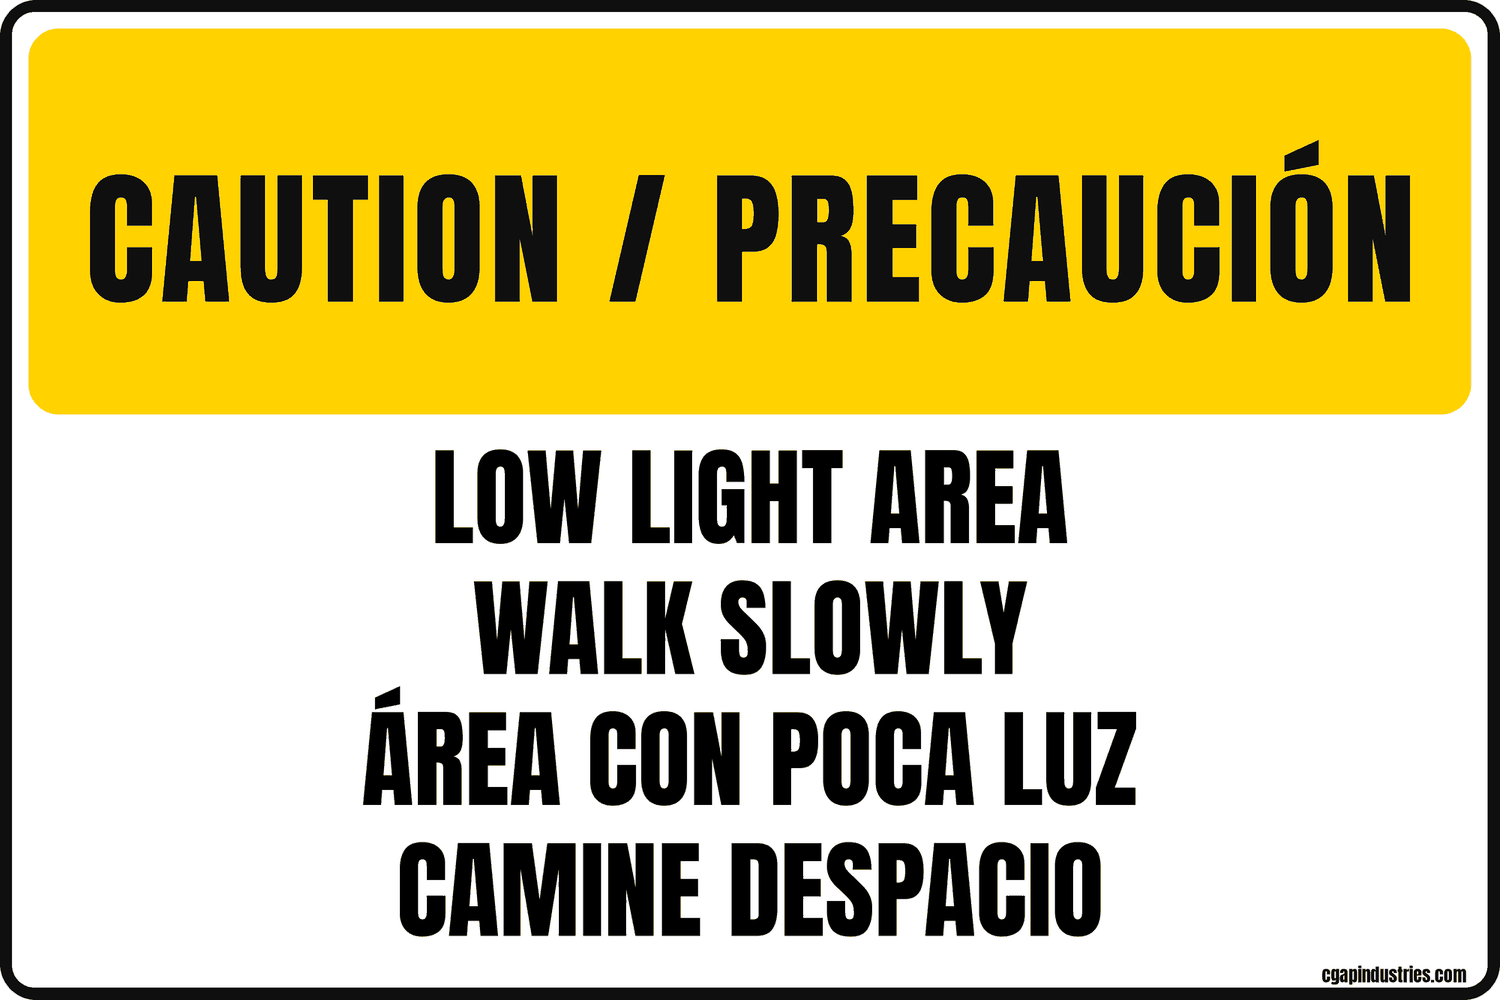 CAUTION / PRECAUCIÓN
LOW LIGHT AREA
WALK SLOWLY
ÁREA CON POCA LUZ
CAMINE DESPACIO
cgapindustries.com